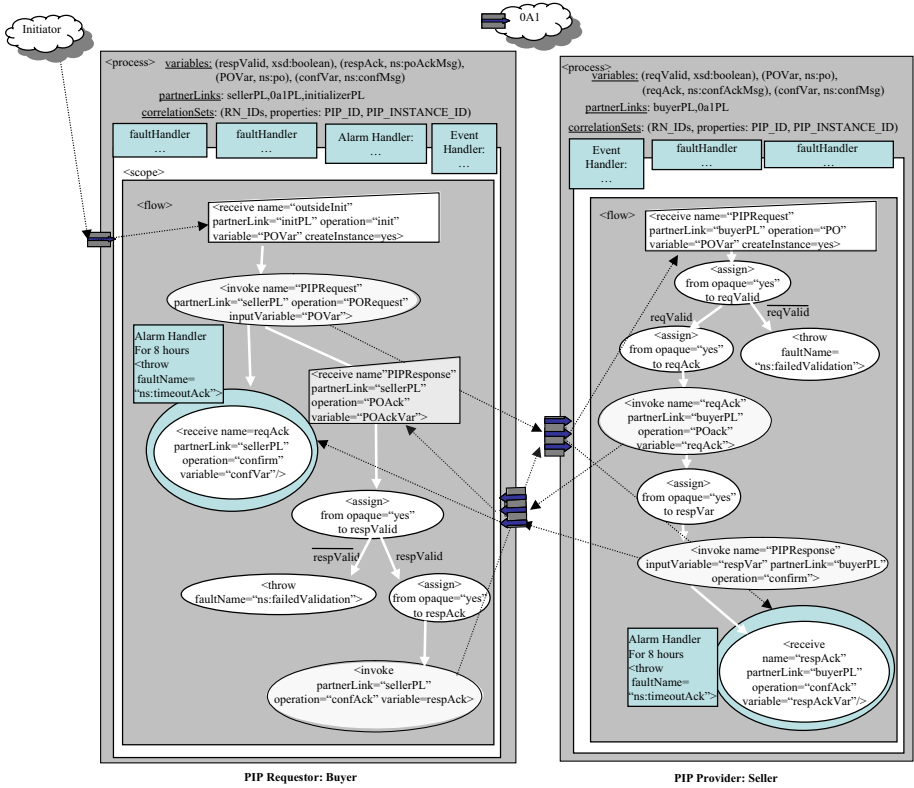 Initiator
0A1
<process> variables: (respValid, xsd:boolean), (respAck, ns:poAckMsg),
(POVar, ns:po), (confVar, ns:confMsg)
partnerLinks: sellerPL,0a1PL,initializerPL
correlationSets: (RN_IDs, properties: PIP_ID, PIP_INSTANCE_ID)
faultHandler
…
faultHandler
…
Alarm Handler:
…
Event
Handler:
…
<scope>
<flow>
<receive name=“outsideInit”
partnerLink=“initPL” operation=“init”
variable=“POVar” createInstance=yes>
<invoke name=“PIPRequest”
partnerLink=“sellerPL” operation=“PORequest”
inputVariable=“POVar”>
Alarm Handler
For 8 hours
<throw
faultName=
“ns:timeoutAck”>
<receive name”PIPResponse”
partnerLink=“sellerPL”
operation=“POAck”
variable=“POAckVar”>
<receive name=reqAck
partnerLink=“sellerPL”
operation=“confirm”
variable=“confVar”/>
<assign>
from opaque=“yes”
to respValid
respValid
respValid
<throw
faultName=“ns:failedValidation”>
<assign>
from opaque=“yes”
to respAck
<invoke
partnerLink=“sellerPL”
operation=“confAck” variable=respAck>
PIP Requestor: Buyer
<process>
variables: (reqValid, xsd:boolean), (POVar, ns:po),
(reqAck, ns:confAckMsg), (confVar, ns:confMsg)
partnerLinks: buyerPL,0a1PL
correlationSets: (RN_IDs, properties: PIP_ID, PIP_INSTANCE_ID)
Event
Handler:
…
faultHandler
…
faultHandler
…
<flow>
<receive name=“PIPRequest”
partnerLink=“buyerPL” operation=“PO”
variable=“POVar” createInstance=yes>
<assign>
from opaque=“yes”
to reqValid
reqValid
reqValid
<assign>
from opaque=“yes”
to reqAck
<throw
faultName=
“ns:failedValidation”>
<invoke name=“reqAck”
partnerLink=“buyerPL”
operation=“POack”
variable=“reqAck”>
<assign>
from opaque=“yes”
to respVar
<invoke name=“PIPResponse”
inputVariable=“respVar” partnerLink=“buyerPL”
operation=“confirm”>
Alarm Handler
For 8 hours
<throw
faultName=
“ns:timeoutAck”>
<receive
name=“respAck”
partnerLink=“buyerPL”
operation=“confAck”
variable=“respAckVar”/>
PIP Provider: Seller